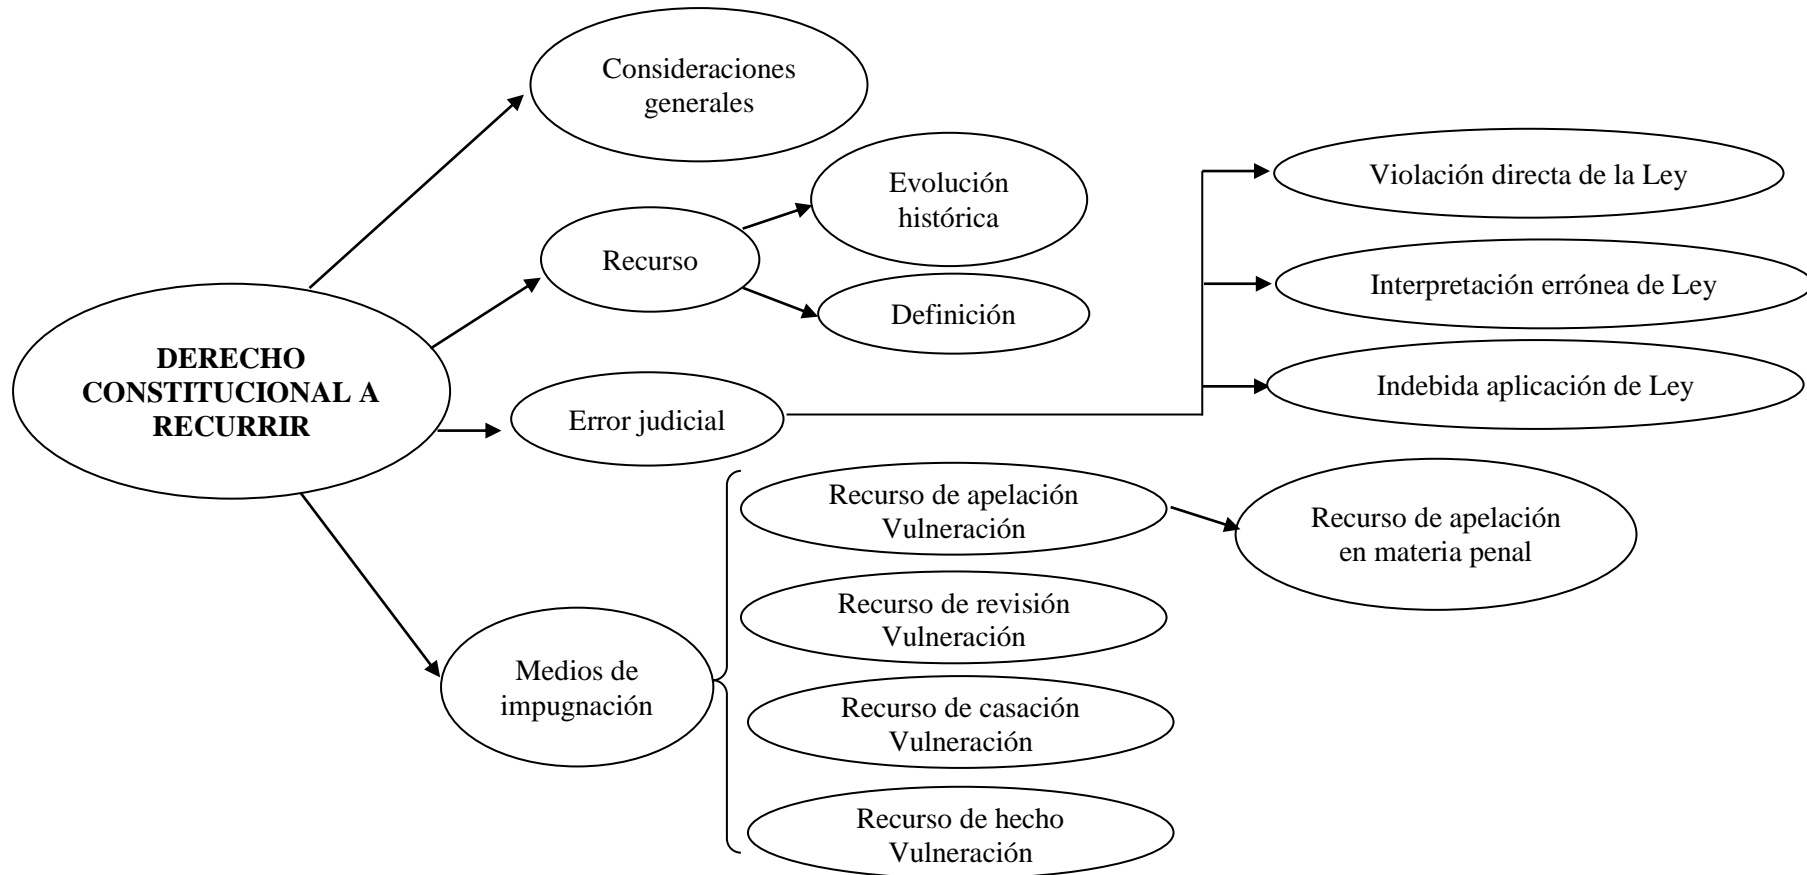 Consideraciones
generales
Evolución
histórica
Recurso
Definición
DERECHO
CONSTITUCIONAL A
RECURRIR
Error judicial
Violación directa de la Ley
Interpretación errónea de Ley
Indebida aplicación de Ley
Medios de
impugnación
Recurso de apelación
Vulneración
Recurso de apelación
en materia penal
Recurso de revisión
Vulneración
Recurso de casación
Vulneración
Recurso de hecho
Vulneración